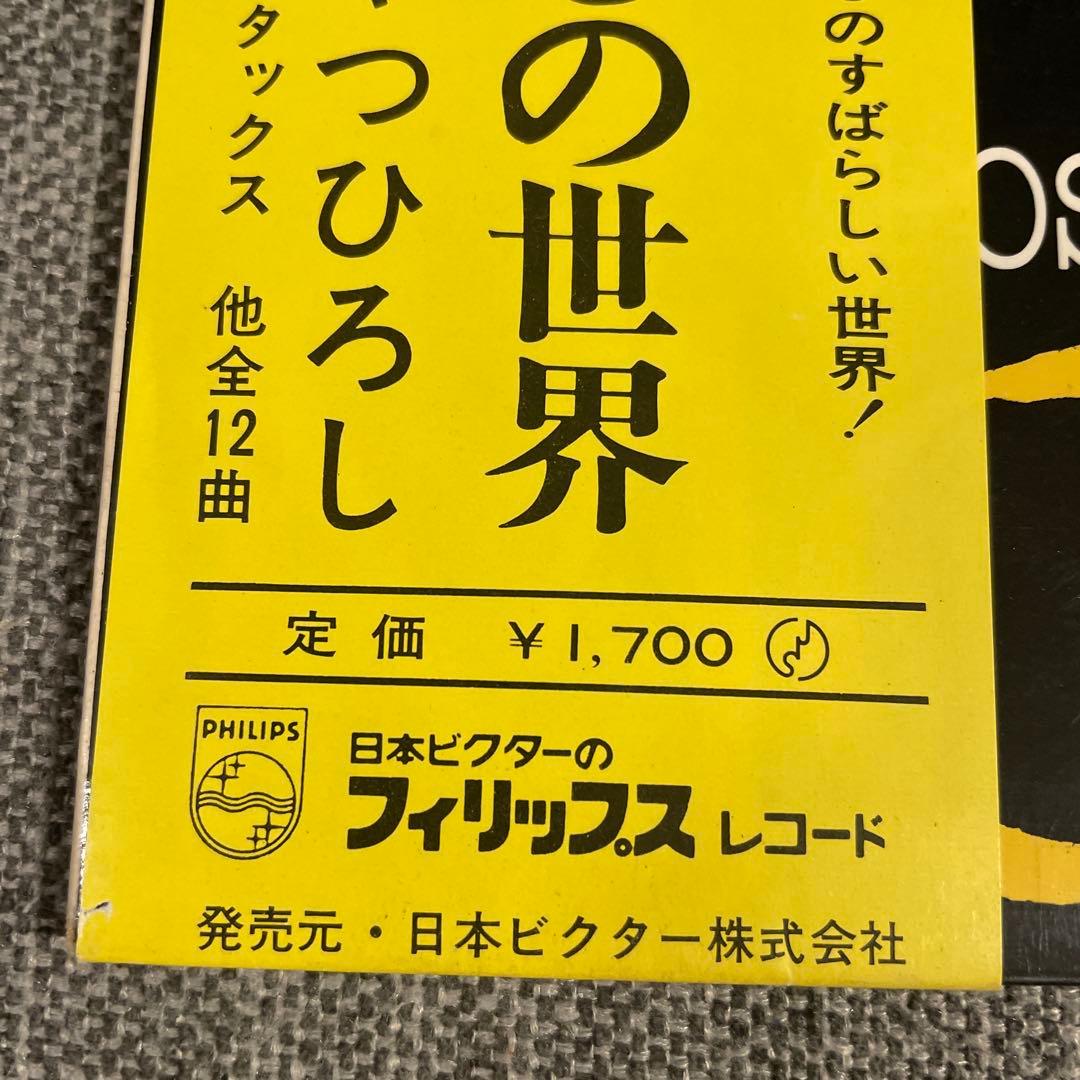 のすばらしい世界!
の世界
つひろし
タックス 他全12曲
定価 ¥1,700
PHILIPS
日本ビクターの
フィリップス レコード
発売元・日本ビクター株式会社
OS